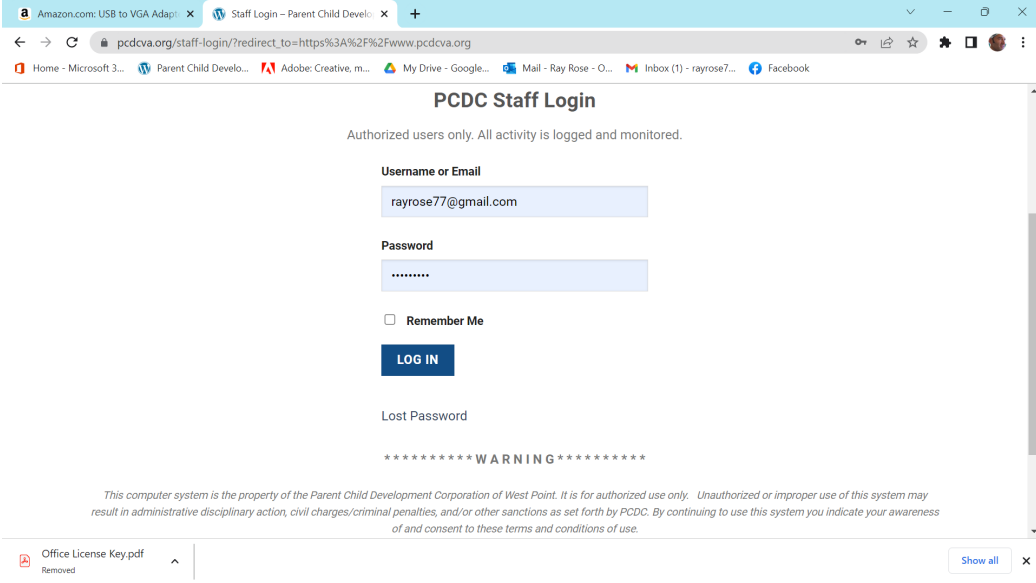 Amazon.com: USB to VGA Adapt
Staff Login – Parent Child Develo
pcdcva.org/staff-login/?redirect_to=https%3A%2F%2Fwww.pcdcva.org
Home - Microsoft 3...
Parent Child Develo...
Adobe: Creative, m...
My Drive - Google...
Mail - Ray Rose - O...
Inbox (1) - rayrose7...
Facebook
PCDC Staff Login
Authorized users only. All activity is logged and monitored.
Username or Email
rayrose77@gmail.com
Password
•••••••••
Remember Me
LOG IN
Lost Password
**********WARNING**********
This computer system is the property of the Parent Child Development Corporation of West Point. It is for authorized use only. Unauthorized or improper use of this system may
result in administrative disciplinary action, civil charges/criminal penalties, and/or other sanctions as set forth by PCDC. By continuing to use this system you indicate your awareness
of and consent to these terms and conditions of use.
Office License Key.pdf
Removed
Show all